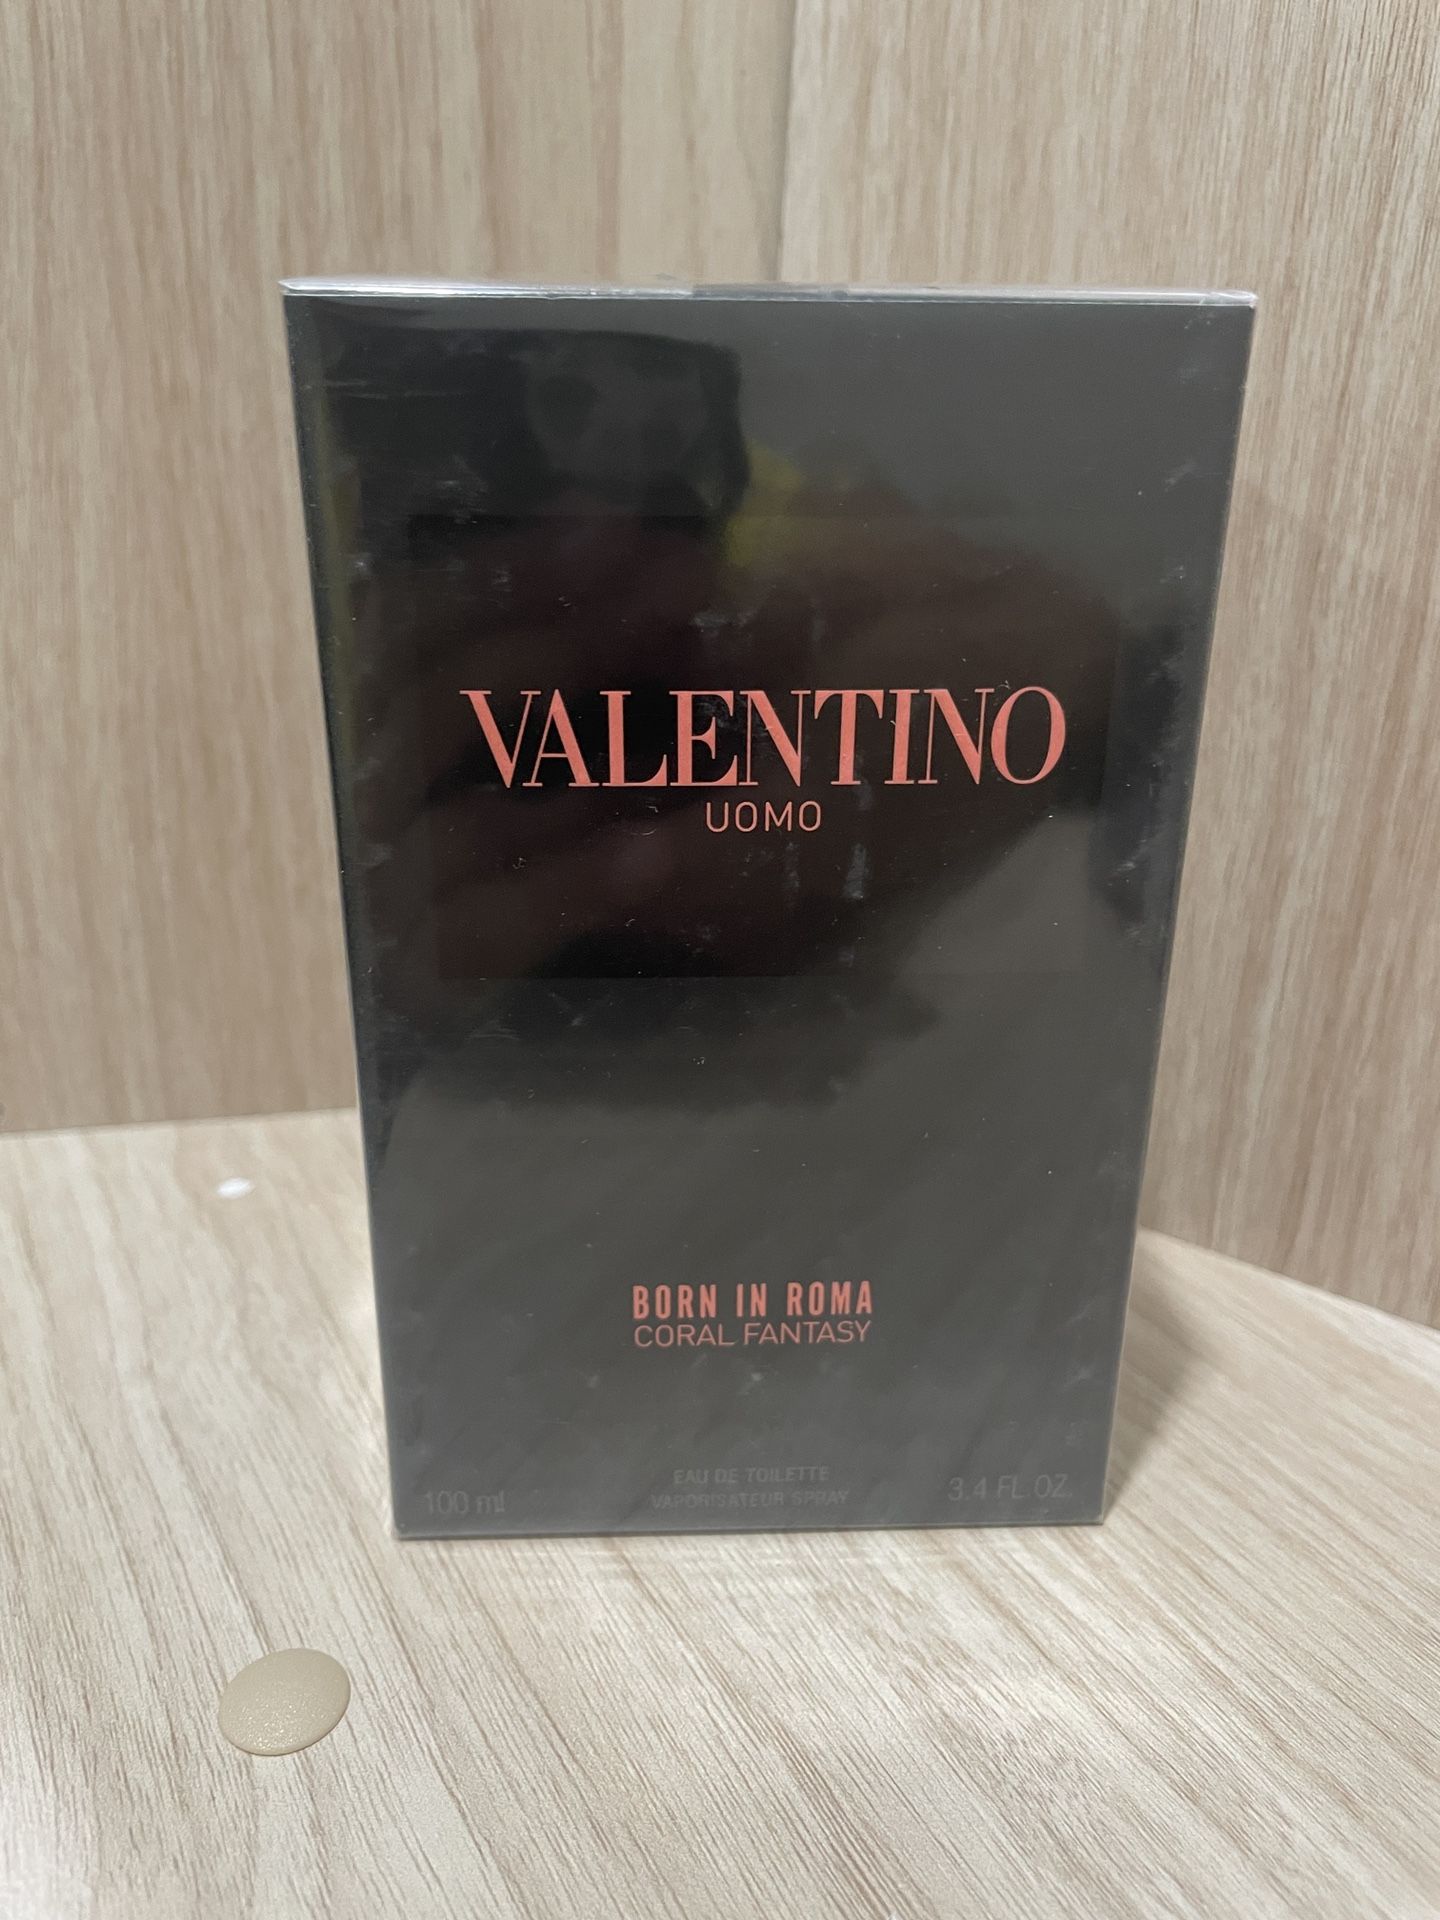 VALENTINO
UOMO
BORN IN ROMA
CORAL FANTASY
EAU DE TOILETTE
100 ml VAPORISATEUR SPRAY 3.4 FL.OZ.